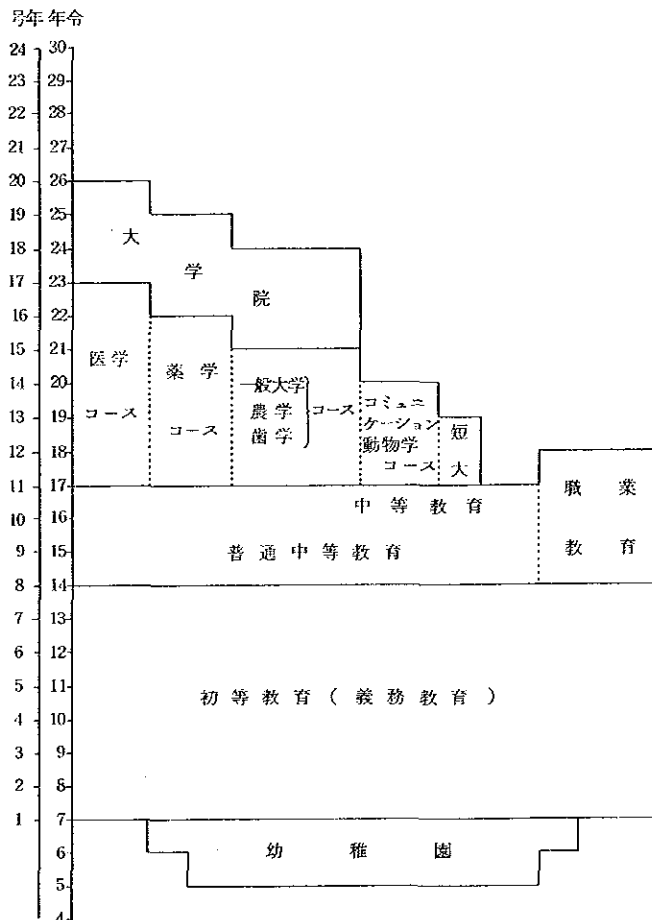 号年 年令
24 30
23 29
22 28
21 27
20 26
19 25
大
18 24
学
17 23
院
16 22
15 21
医学
薬学
14 20
一般大学
コミュニ
13 19
コース
農学
コース
ケーション
短
コース
歯学
動物学
12 18
コース
大
11 17
職業
10 16
中等教育
9 15
普通中等教育
教育
8 14
7 13
6 12
5 11
初等教育(義務教育)
4 10
3 9
2 8
1 7
6
幼稚園
5
4